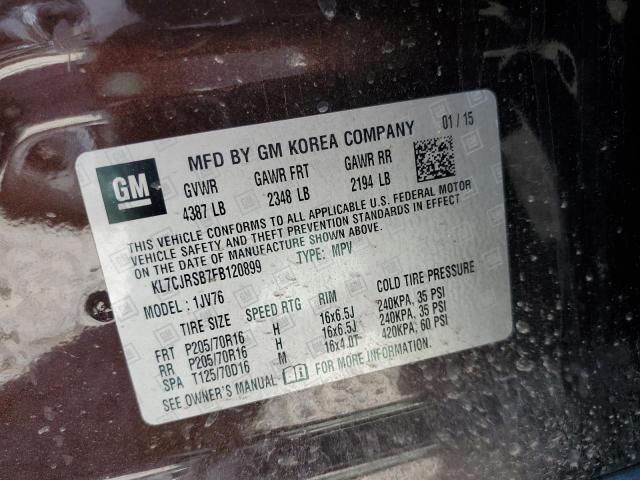 MFD BY GM KOREA COMPANY 01 / 15
GM
GVWR GAWR FRT GAWR RR
4387 LB 2348 LB 2194 LB
THIS VEHICLE CONFORMS TO ALL APPLICABLE U.S. FEDERAL MOTOR
VEHICLE SAFETY AND THEFT PREVENTION STANDARDS IN EFFECT
ON THE DATE OF MANUFACTURE SHOWN ABOVE.
KL7CJRSB7FB120899 TYPE: MPV
MODEL: 1JV76
TIRE SIZE SPEED RTG RIM COLD TIRE PRESSURE
FRT P205/70R16 H 16x6.5J 240KPA, 35 PSI
RR P205/70R16 H 16x6.5J 240KPA, 35 PSI
SPA T125/70D16 M 16x4.0T 420KPA, 60 PSI
SEE OWNER'S MANUAL FOR MORE INFORMATION.